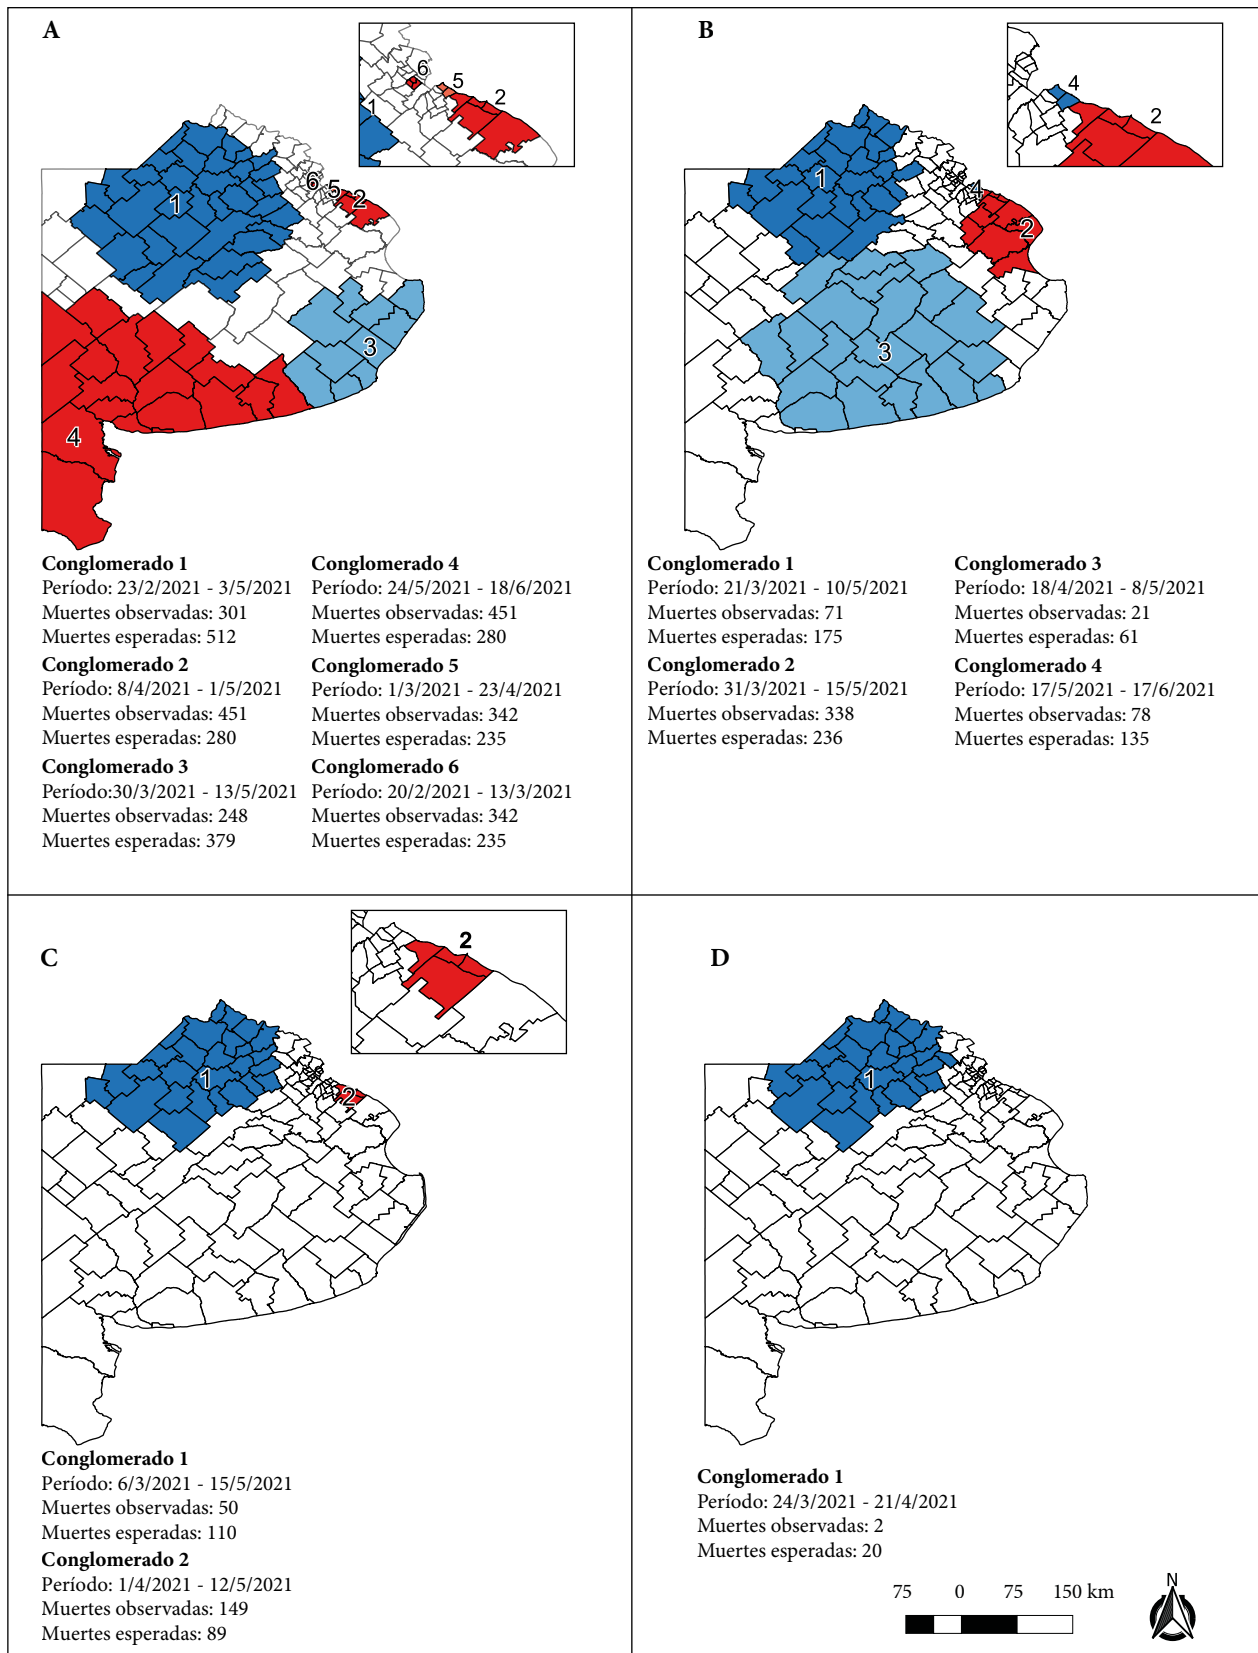 A
6
5
2
1
6
5
2
1
3
4
Conglomerado 1
Período: 23/2/2021 - 3/5/2021
Muertes observadas: 301
Muertes esperadas: 512
Conglomerado 2
Período: 8/4/2021 - 1/5/2021
Muertes observadas: 451
Muertes esperadas: 280
Conglomerado 3
Período:30/3/2021 - 13/5/2021
Muertes observadas: 248
Muertes esperadas: 379
Conglomerado 4
Período: 24/5/2021 - 18/6/2021
Muertes observadas: 451
Muertes esperadas: 280
Conglomerado 5
Período: 1/3/2021 - 23/4/2021
Muertes observadas: 342
Muertes esperadas: 235
Conglomerado 6
Período: 20/2/2021 - 13/3/2021
Muertes observadas: 342
Muertes esperadas: 235
B
4
2
1
4
2
3
Conglomerado 1
Período: 21/3/2021 - 10/5/2021
Muertes observadas: 71
Muertes esperadas: 175
Conglomerado 2
Período: 31/3/2021 - 15/5/2021
Muertes observadas: 338
Muertes esperadas: 236
Conglomerado 3
Período: 18/4/2021 - 8/5/2021
Muertes observadas: 21
Muertes esperadas: 61
Conglomerado 4
Período: 17/5/2021 - 17/6/2021
Muertes observadas: 78
Muertes esperadas: 135
C
2
1
2
Conglomerado 1
Período: 6/3/2021 - 15/5/2021
Muertes observadas: 50
Muertes esperadas: 110
Conglomerado 2
Período: 1/4/2021 - 12/5/2021
Muertes observadas: 149
Muertes esperadas: 89
D
1
Conglomerado 1
Período: 24/3/2021 - 21/4/2021
Muertes observadas: 2
Muertes esperadas: 20
75 0 75 150 km
N